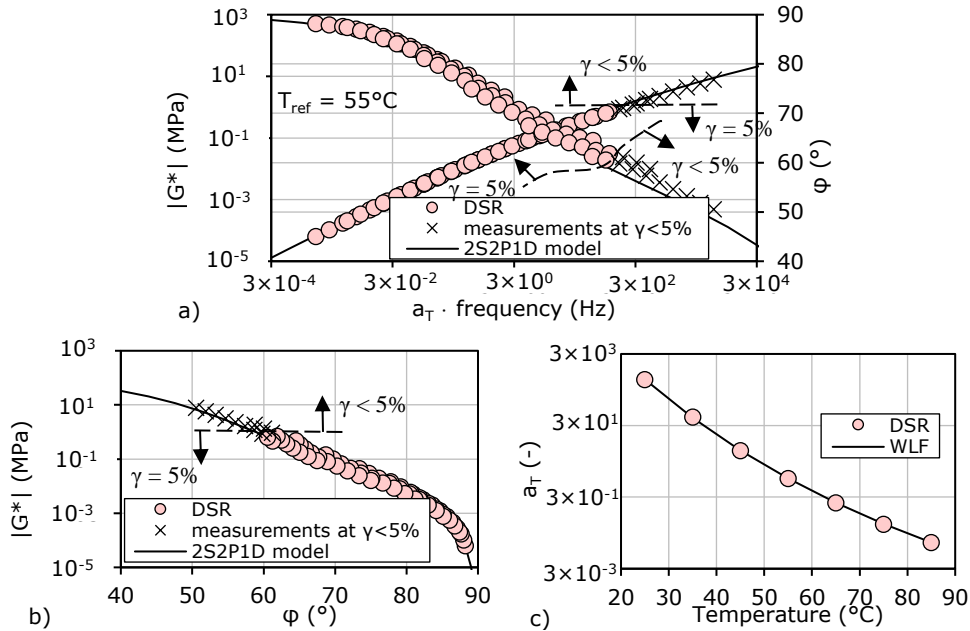 10³
10¹
10⁻¹
10⁻³
10⁻⁵
|G*| (MPa)
90
80
70
60
50
40
φ (°)
T_ref = 55°C
γ < 5%
γ = 5%
γ < 5%
γ = 5%
DSR
measurements at γ<5%
2S2P1D model
3×10⁻⁴
3×10⁻²
3×10⁰
3×10²
3×10⁴
a_T · frequency (Hz)
a)
10³
10¹
10⁻¹
10⁻³
10⁻⁵
|G*| (MPa)
γ < 5%
γ = 5%
DSR
measurements at γ<5%
2S2P1D model
40 50 60 70 80 90
φ (°)
b)
3×10³
3×10¹
3×10⁻¹
3×10⁻³
a_T (-)
DSR
WLF
20 30 40 50 60 70 80 90
Temperature (°C)
c)